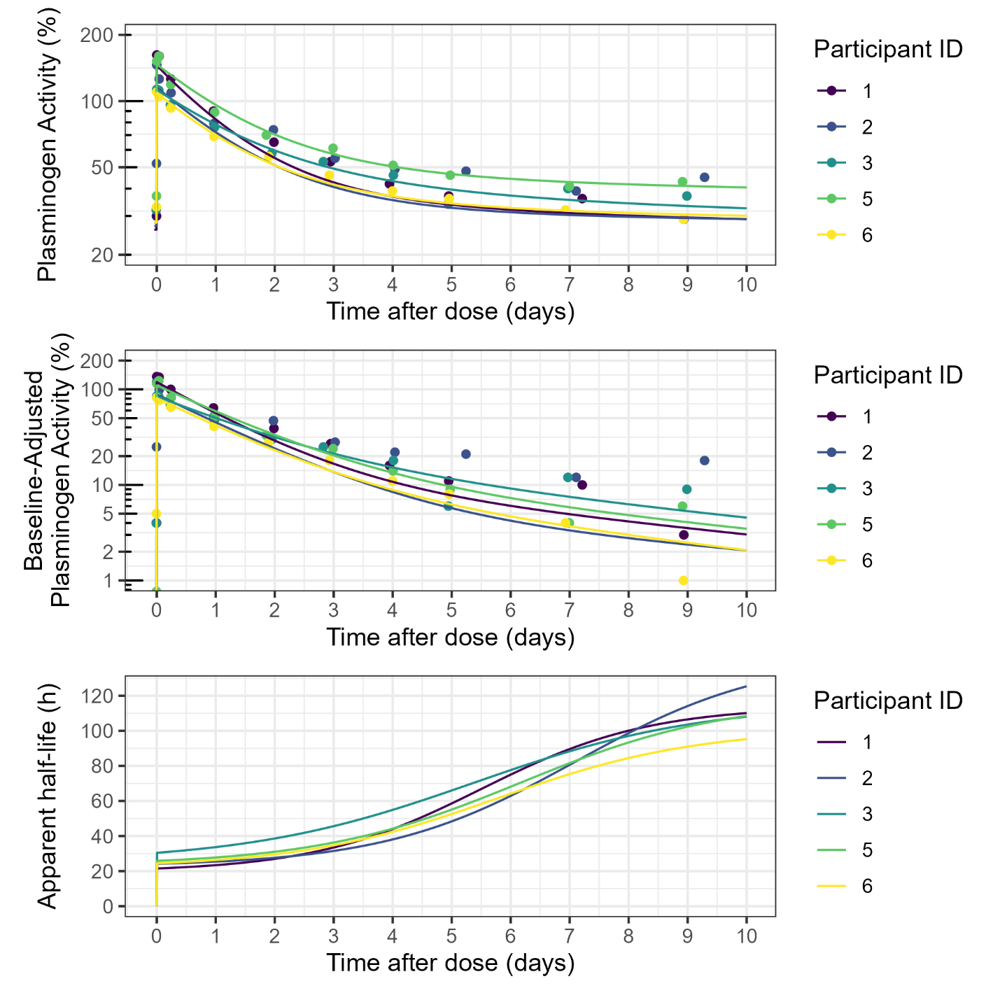 Plasminogen Activity (%)
200
100
50
20
0 1 2 3 4 5 6 7 8 9 10
Time after dose (days)
Participant ID
1
2
3
5
6
Baseline-Adjusted
Plasminogen Activity (%)
200
100
50
20
10
5
2
1
0 1 2 3 4 5 6 7 8 9 10
Time after dose (days)
Participant ID
1
2
3
5
6
Apparent half-life (h)
120
100
80
60
40
20
0
0 1 2 3 4 5 6 7 8 9 10
Time after dose (days)
Participant ID
1
2
3
5
6